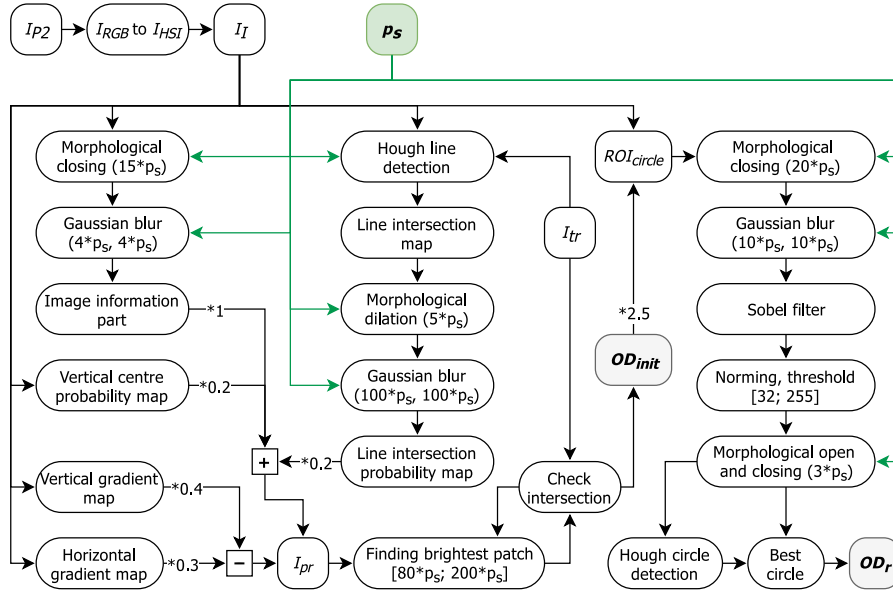 I_P2
I_RGB to I_HSI
I_I
p_s
Morphological
closing (15*p_s)
Gaussian blur
(4*p_s, 4*p_s)
Image information
part
*1
Vertical centre
probability map
*0.2
Vertical gradient
map
*0.4
Horizontal
gradient map
*0.3
+
−
I_pr
Hough line
detection
Line intersection
map
Morphological
dilation (5*p_s)
Gaussian blur
(100*p_s, 100*p_s)
Line intersection
probability map
*0.2
Finding brightest patch
[80*p_s; 200*p_s]
I_tr
Check
intersection
OD_init
*2.5
ROI_circle
Morphological
closing (20*p_s)
Gaussian blur
(10*p_s, 10*p_s)
Sobel filter
Norming, threshold
[32; 255]
Morphological open
and closing (3*p_s)
Hough circle
detection
Best
circle
OD_r